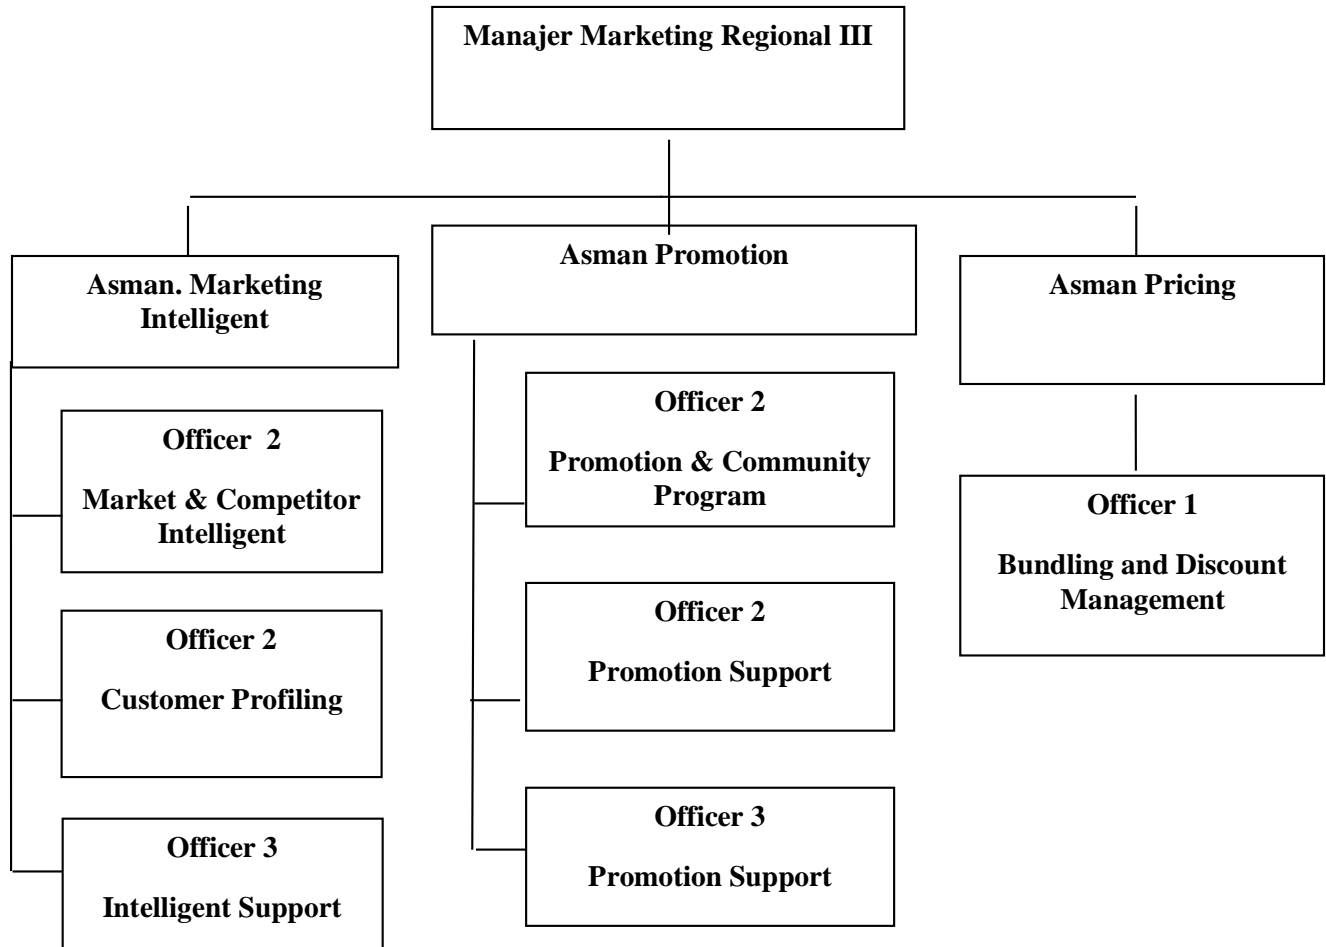 Manajer Marketing Regional III
Asman. Marketing
Intelligent
Officer 2
Market & Competitor
Intelligent
Officer 2
Customer Profiling
Officer 3
Intelligent Support
Asman Promotion
Officer 2
Promotion & Community
Program
Officer 2
Promotion Support
Officer 3
Promotion Support
Asman Pricing
Officer 1
Bundling and Discount
Management